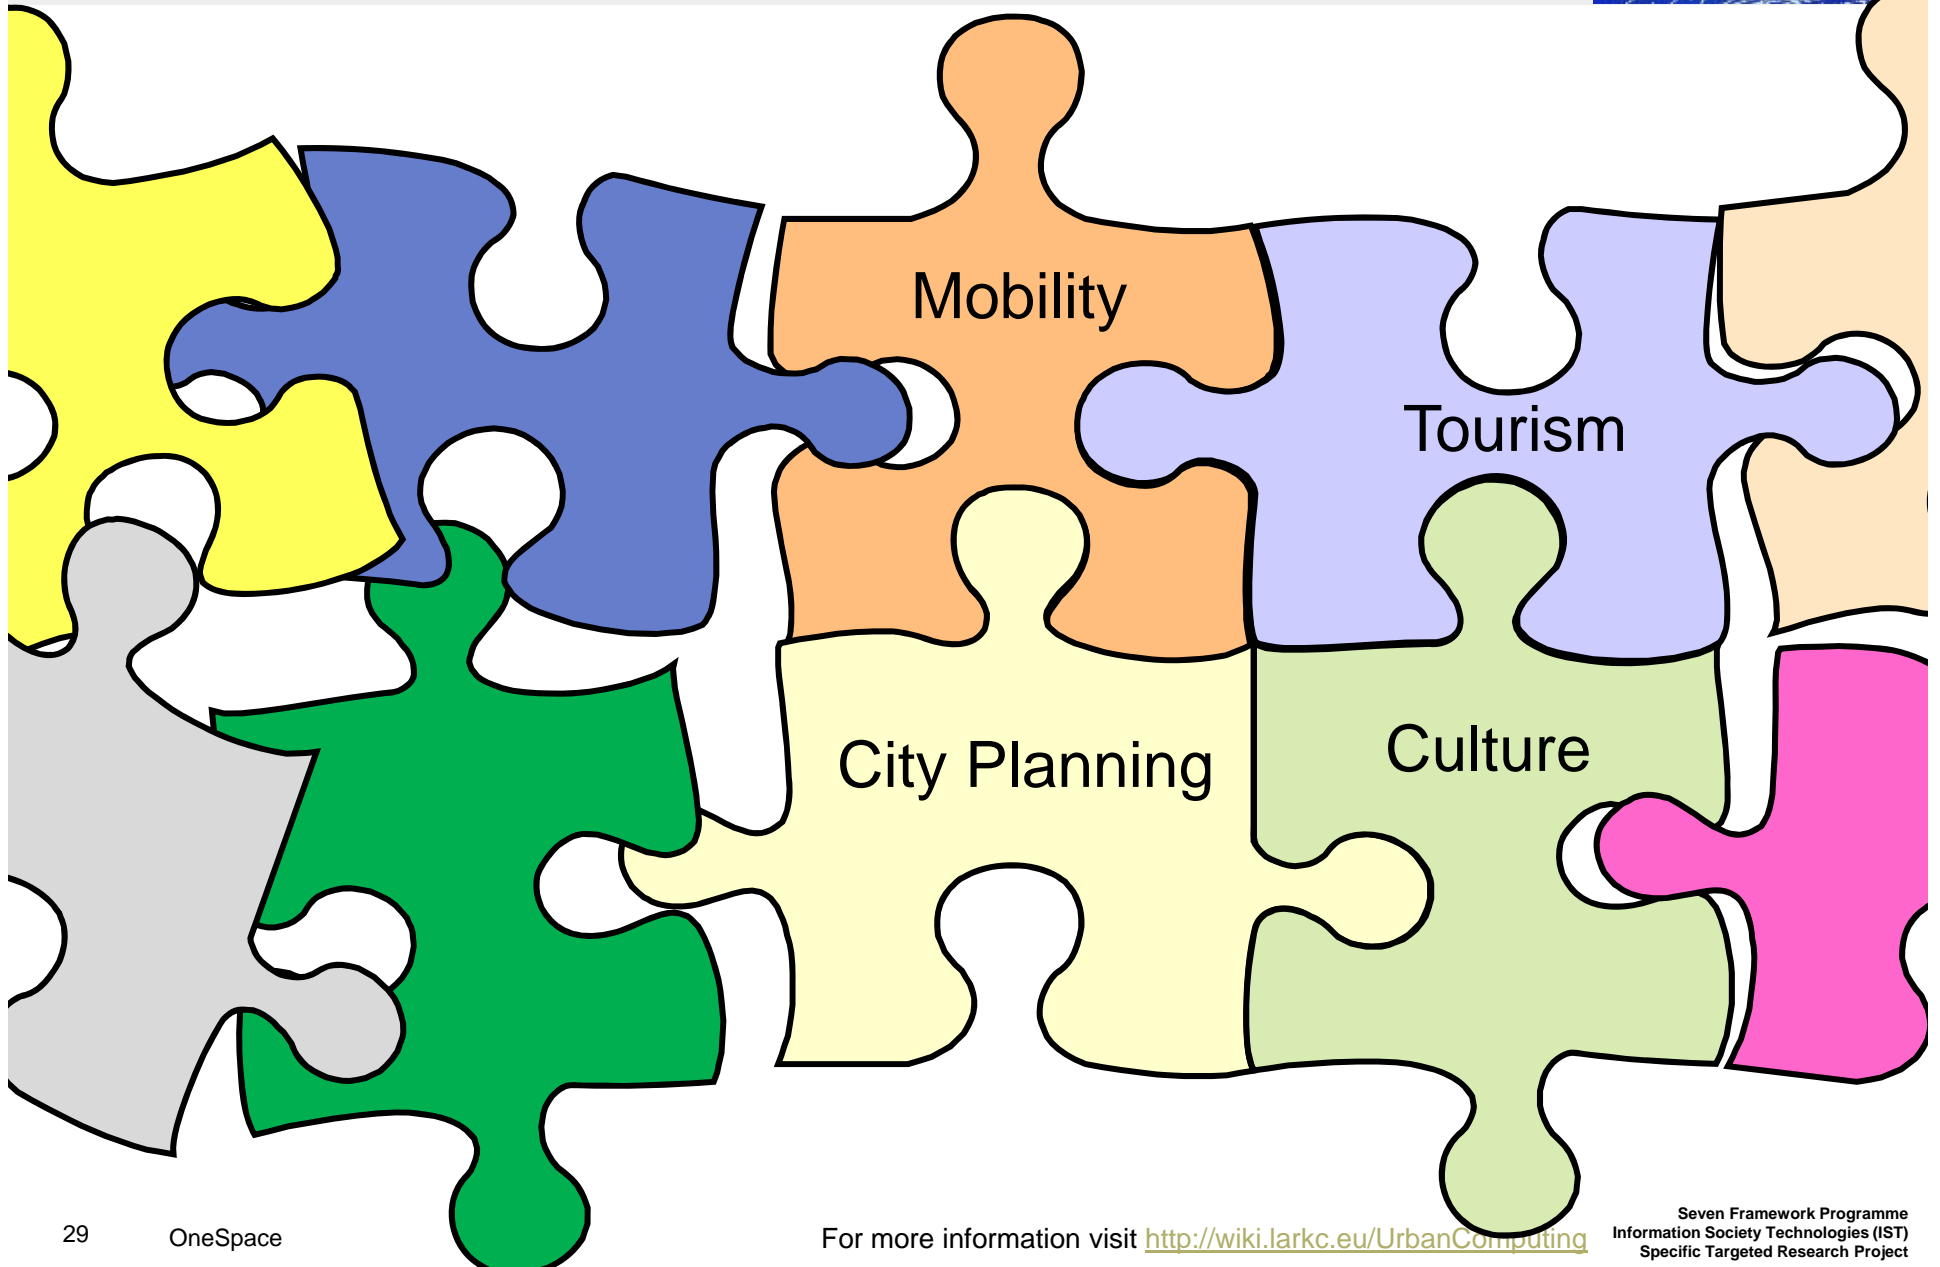 Mobility
Tourism
City Planning
Culture
29 OneSpace
For more information visit http://wiki.larkc.eu/UrbanComputing
Seven Framework Programme
Information Society Technologies (IST)
Specific Targeted Research Project